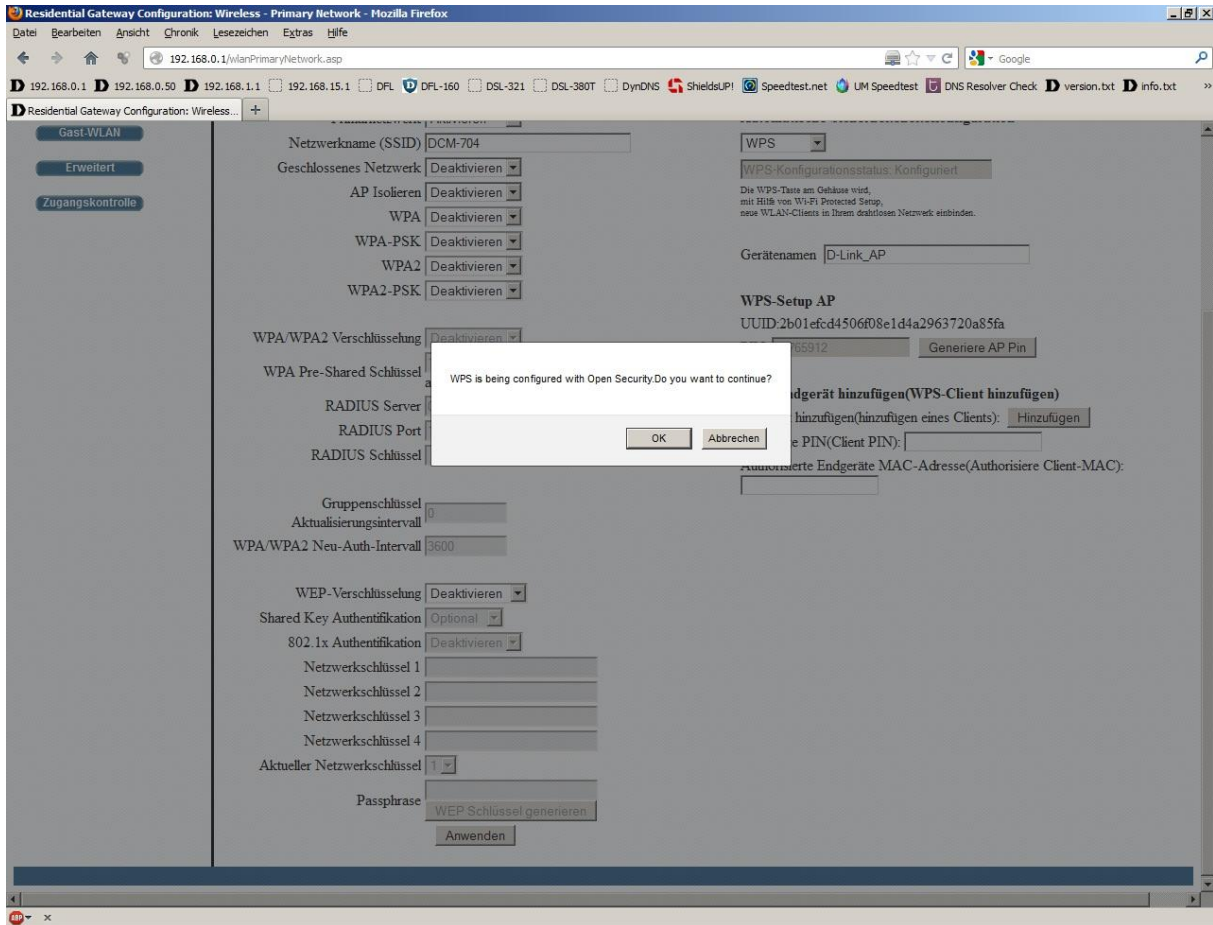 Residential Gateway Configuration: Wireless - Primary Network - Mozilla Firefox
Datei Bearbeiten Ansicht Chronik Lesezeichen Extras Hilfe
192.168.0.1/wlanPrimaryNetwork.asp
Google
192.168.0.1 192.168.0.50 192.168.1.1 192.168.15.1 DFL DFL-160 DSL-321 DSL-380T DynDNS ShieldsUP! Speedtest.net UM Speedtest DNS Resolver Check version.txt info.txt »
Residential Gateway Configuration: Wireless... +
Gast-WLAN
Erweitert
Zugangskontrolle
Netzwerkname (SSID) DCM-704
Geschlossenes Netzwerk Deaktivieren
AP Isolieren Deaktivieren
WPA Deaktivieren
WPA-PSK Deaktivieren
WPA2 Deaktivieren
WPA2-PSK Deaktivieren
WPA/WPA2 Verschlüsselung Deaktivieren
WPA Pre-Shared Schlüssel
RADIUS Server
RADIUS Port
RADIUS Schlüssel
Gruppenschlüssel
Aktualisierungsintervall 0
WPA/WPA2 Neu-Auth-Intervall 3600
WEP-Verschlüsselung Deaktivieren
Shared Key Authentifikation Optional
802.1x Authentifikation Deaktivieren
Netzwerkschlüssel 1
Netzwerkschlüssel 2
Netzwerkschlüssel 3
Netzwerkschlüssel 4
Aktueller Netzwerkschlüssel 1
Passphrase
WEP Schlüssel generieren
Anwenden
WPS
WPS-Konfigurationsstatus: Konfiguriert
Die WPS-Taste am Gehäuse wird,
mit Hilfe von Wi-Fi Protected Setup,
neue WLAN-Clients in Ihrem drahtlosen Netzwerk einbinden.
Gerätenamen D-Link_AP
WPS-Setup AP
UUID:2b01efcd4506f08e1d4a2963720a85fa
65912 Generiere AP Pin
hinzufügen(WPS-Client hinzufügen)
hinzufügen(hinzufügen eines Clients): Hinzufügen
PIN(Client PIN):
Authorisierte Endgeräte MAC-Adresse(Authorisiere Client-MAC):
WPS is being configured with Open Security.Do you want to continue?
OK Abbrechen
ABP x